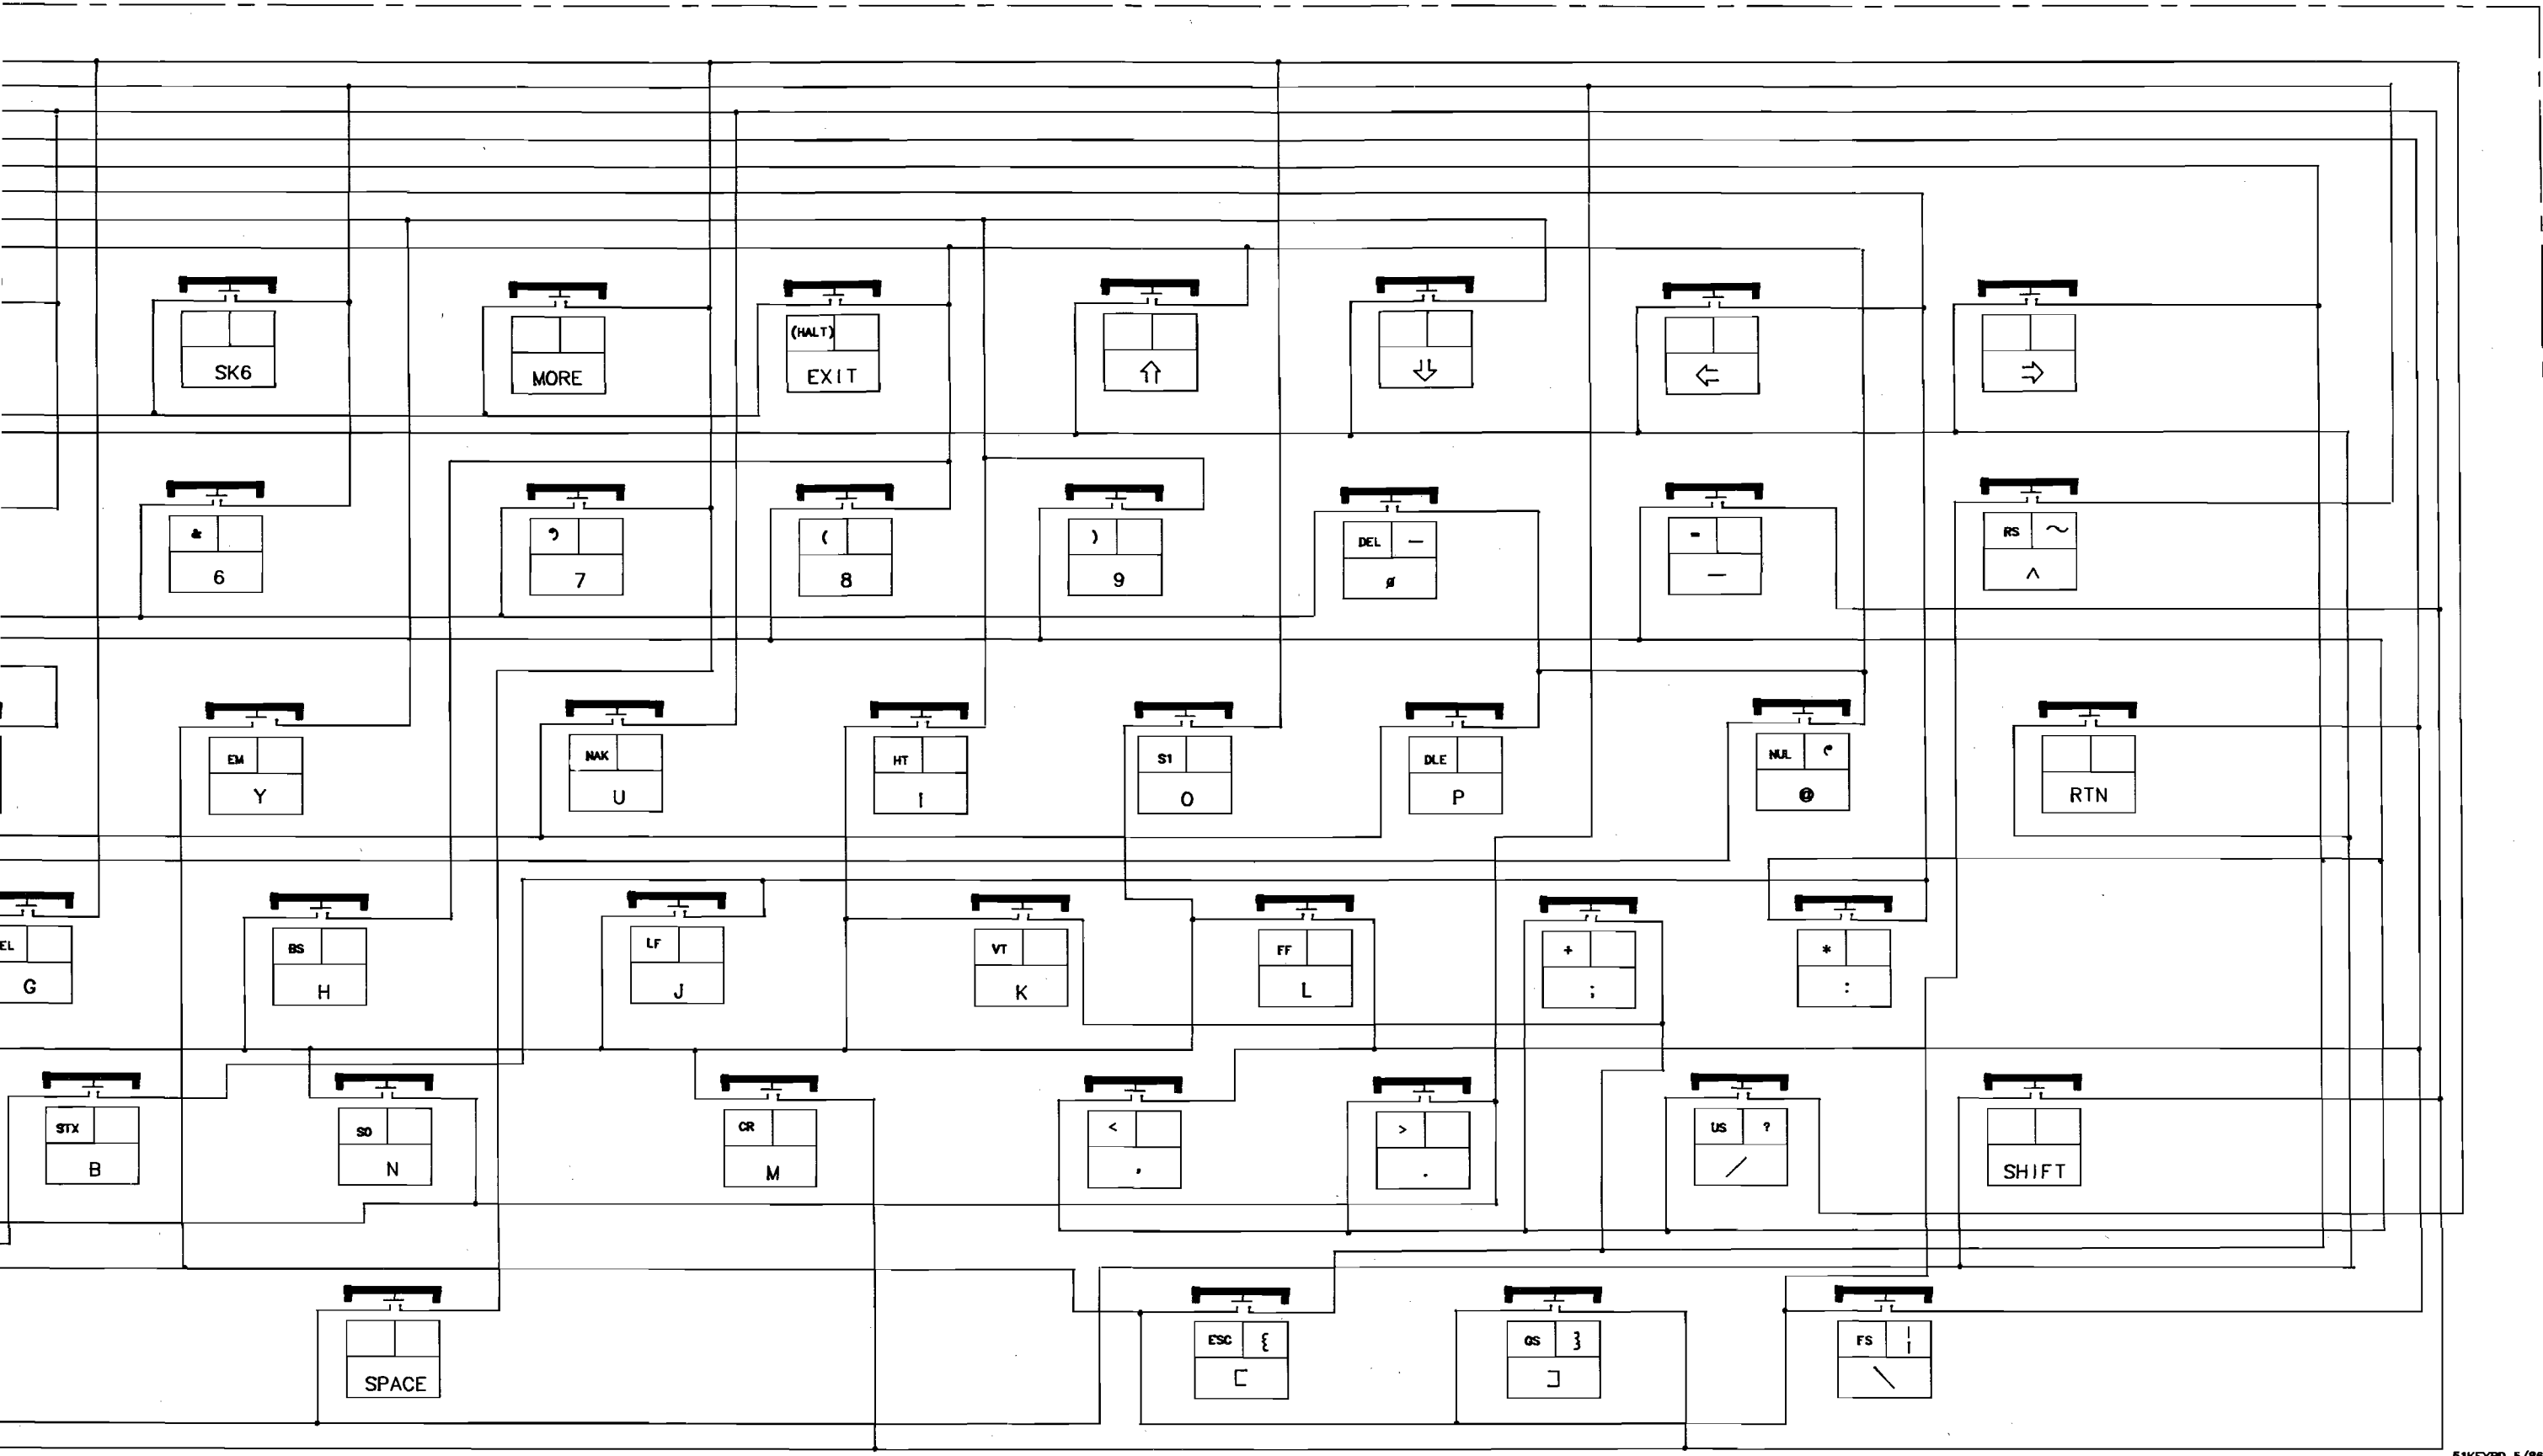 SK6
MORE
(HALT)
EXIT
⇑
⇓
⇐
⇒
&
6
'
7
(
8
)
9
DEL —
ø
=
—
RS ~
^
EM
Y
NAK
U
HT
I
S1
O
DLE
P
NUL
@
RTN
EL
G
BS
H
LF
J
VT
K
FF
L
+
;
*
:
STX
B
SO
N
CR
M
<
,
>
.
US ?
/
SHIFT
SPACE
ESC {
[
GS }
]
FS ¦
\